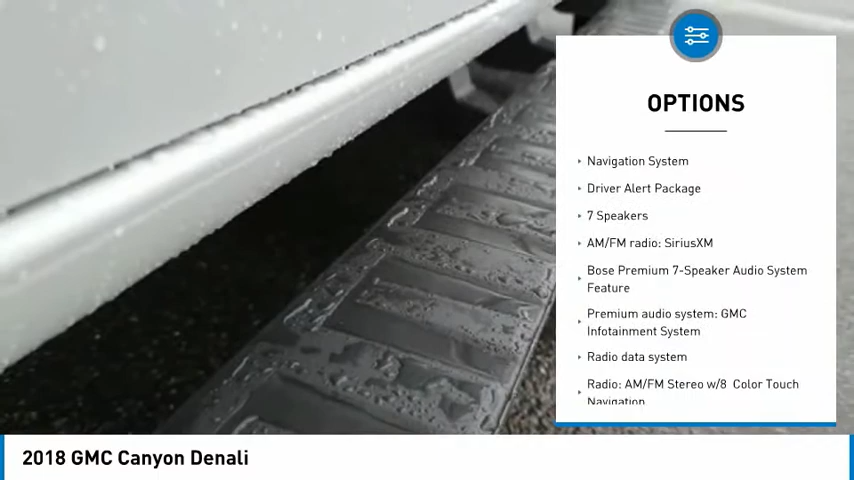 OPTIONS
Navigation System
Driver Alert Package
7 Speakers
AM/FM radio: SiriusXM
Bose Premium 7-Speaker Audio System
Feature
Premium audio system: GMC
Infotainment System
Radio data system
Radio: AM/FM Stereo w/8 Color Touch
Navigation
2018 GMC Canyon Denali